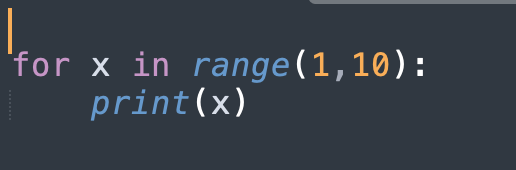 for x in range(1,10):
    print(x)